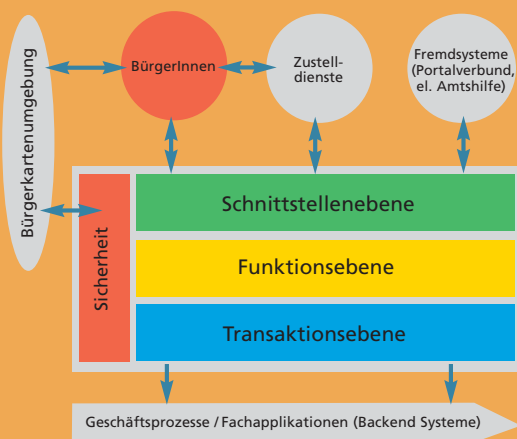 Bürgerkartenumgebung
BürgerInnen
Zustell-
dienste
Fremdsysteme
(Portalverbund,
el. Amtshilfe)
Sicherheit
Schnittstellenebene
Funktionsebene
Transaktionsebene
Geschäftsprozesse / Fachapplikationen (Backend Systeme)